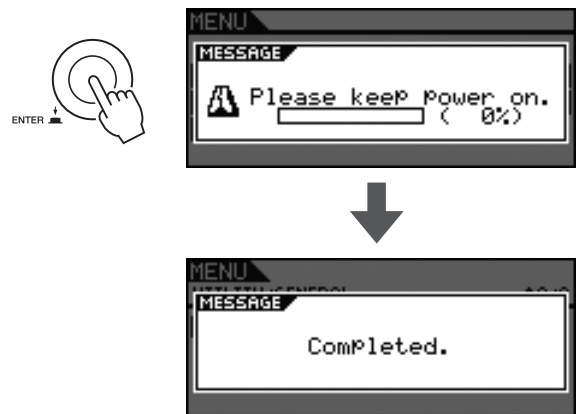 MENU
MESSAGE
Please keep power on.
( 0%)
ENTER
MENU
MESSAGE
Completed.